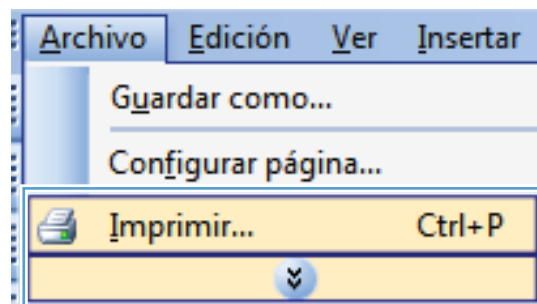 Archivo Edición Ver Insertar
Guardar como...
Configurar página...
Imprimir... Ctrl+P